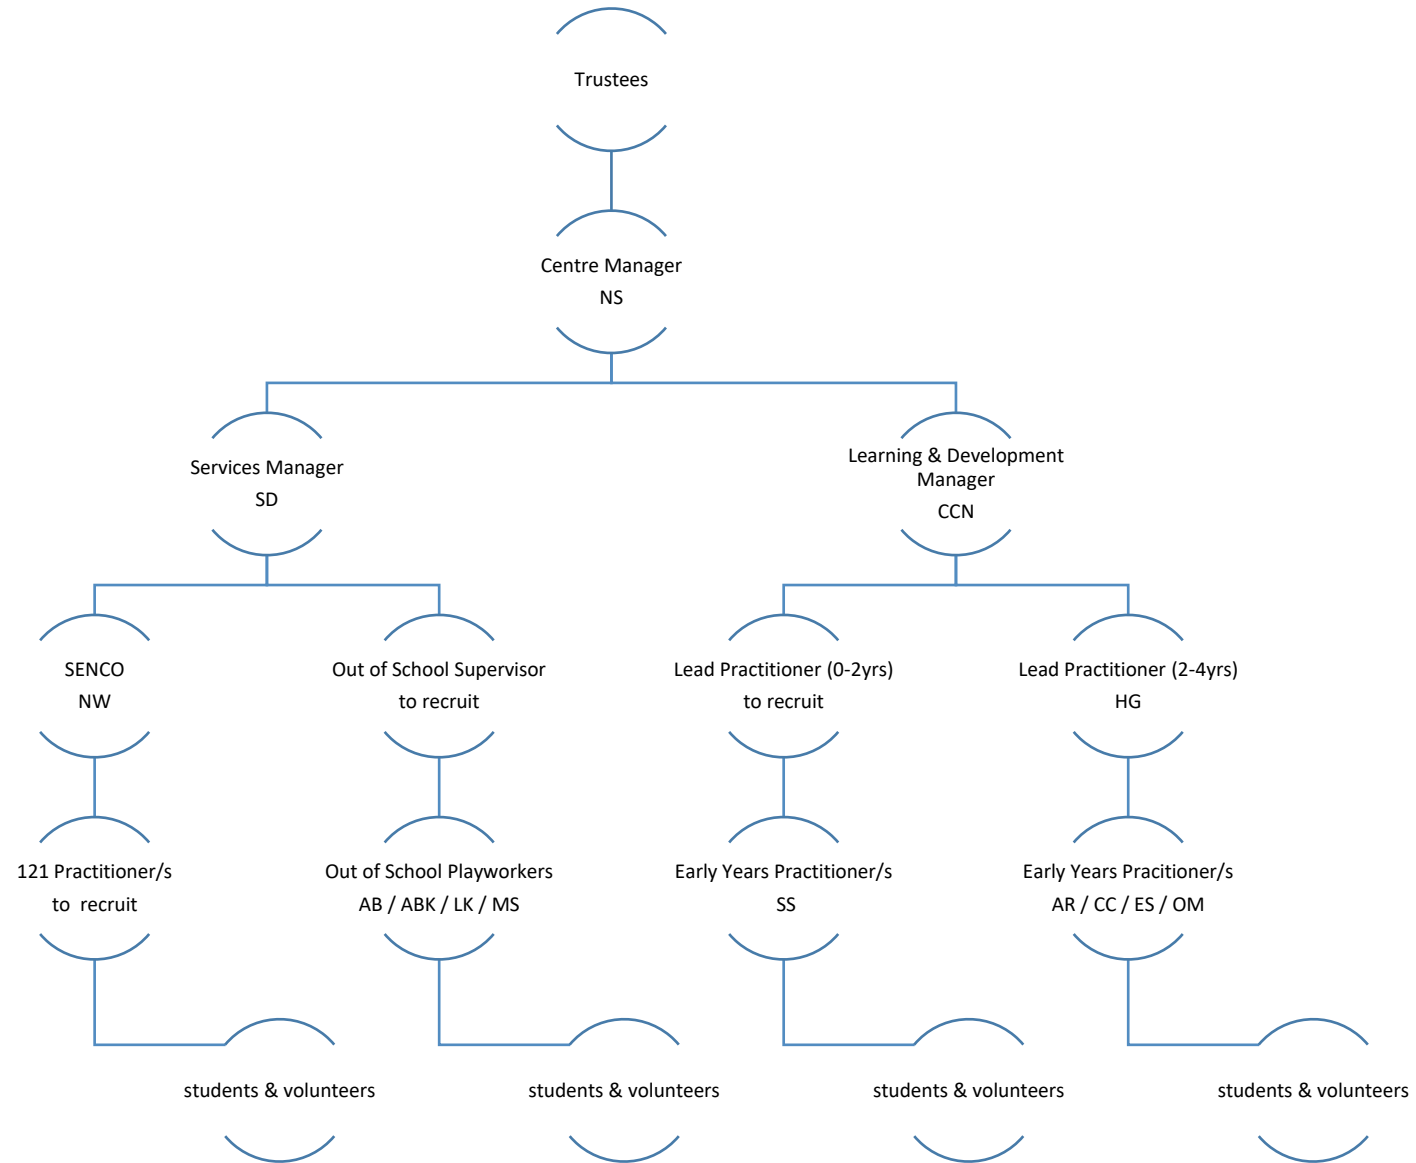 Trustees
Centre Manager
NS
Services Manager
SD
Learning & Development
Manager
CCN
SENCO
NW
Out of School Supervisor
to recruit
Lead Practitioner (0-2yrs)
to recruit
Lead Practitioner (2-4yrs)
HG
121 Practitioner/s
to recruit
Out of School Playworkers
AB / ABK / LK / MS
Early Years Practitioner/s
SS
Early Years Pracitioner/s
AR / CC / ES / OM
students & volunteers
students & volunteers
students & volunteers
students & volunteers